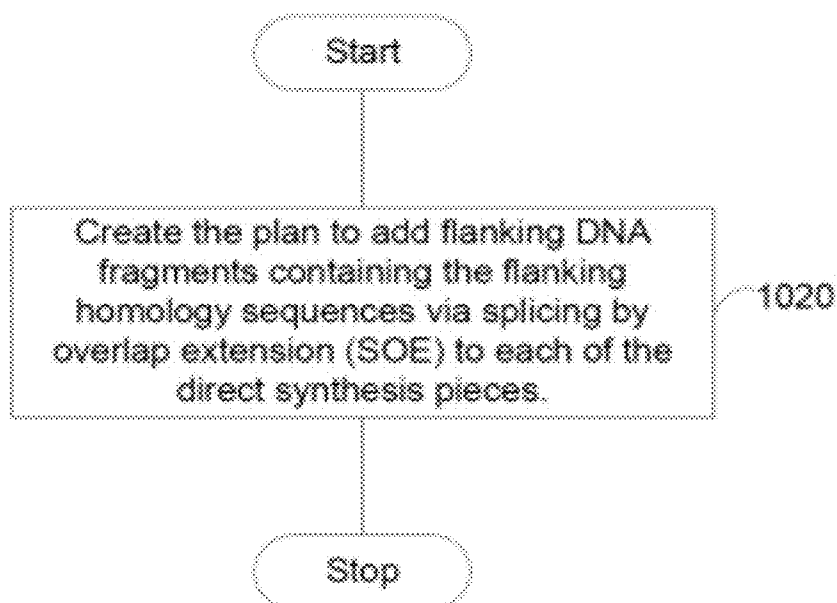 Start
Create the plan to add flanking DNA
fragments containing the flanking
homology sequences via splicing by
overlap extension (SOE) to each of the
direct synthesis pieces.
1020
Stop